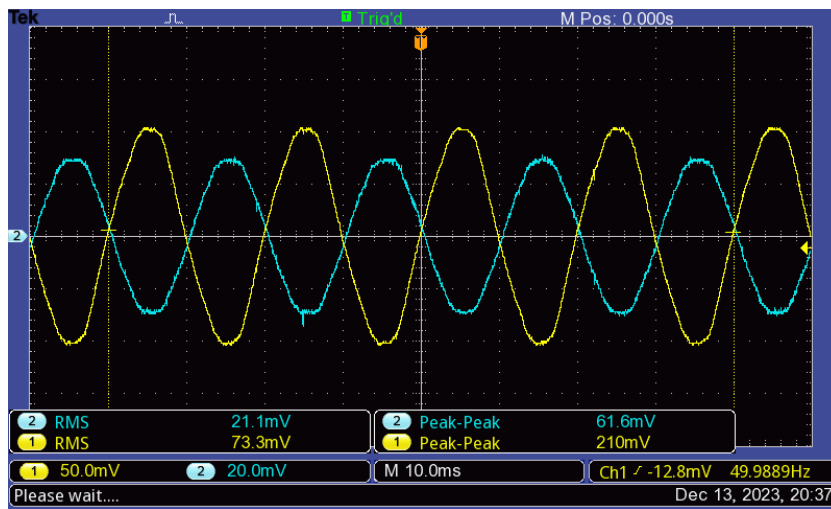 Tek T Trig'd M Pos: 0.000s
T
2
2 RMS 21.1mV 2 Peak-Peak 61.6mV
1 RMS 73.3mV 1 Peak-Peak 210mV
1 50.0mV 2 20.0mV M 10.0ms Ch1 -12.8mV 49.9889Hz
Please wait.... Dec 13, 2023, 20:37